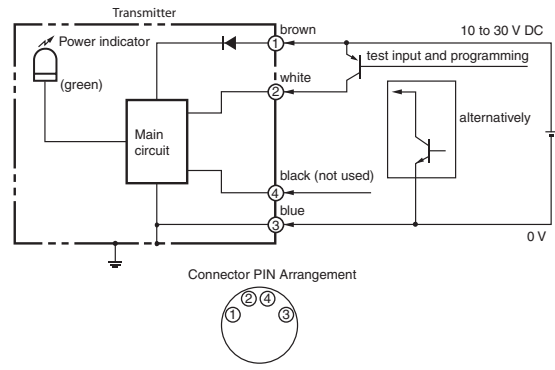 Transmitter
Power indicator
(green)
Main
circuit
brown
1
10 to 30 V DC
test input and programming
white
2
alternatively
black (not used)
4
blue
3
0 V
Connector PIN Arrangement
1 2 4 3